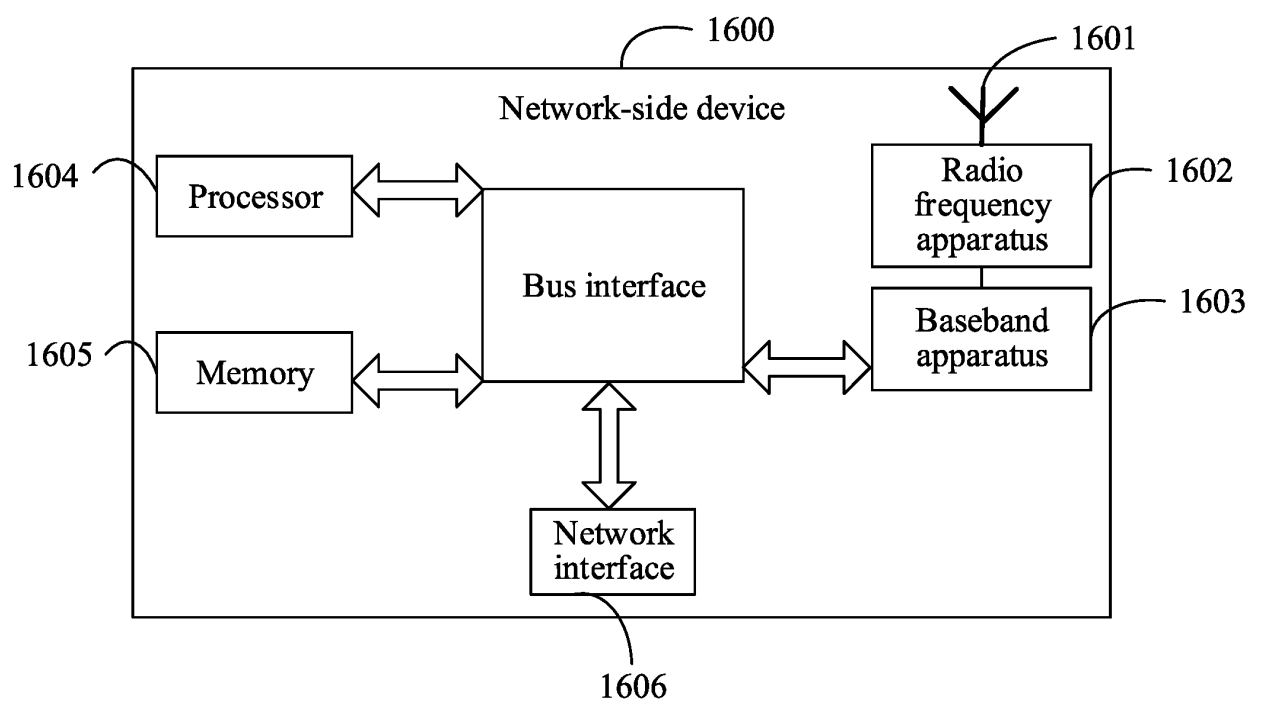 1600
1601
Network-side device
1604
Processor
Radio
frequency
apparatus
1602
Bus interface
1603
Baseband
apparatus
1605
Memory
Network
interface
1606